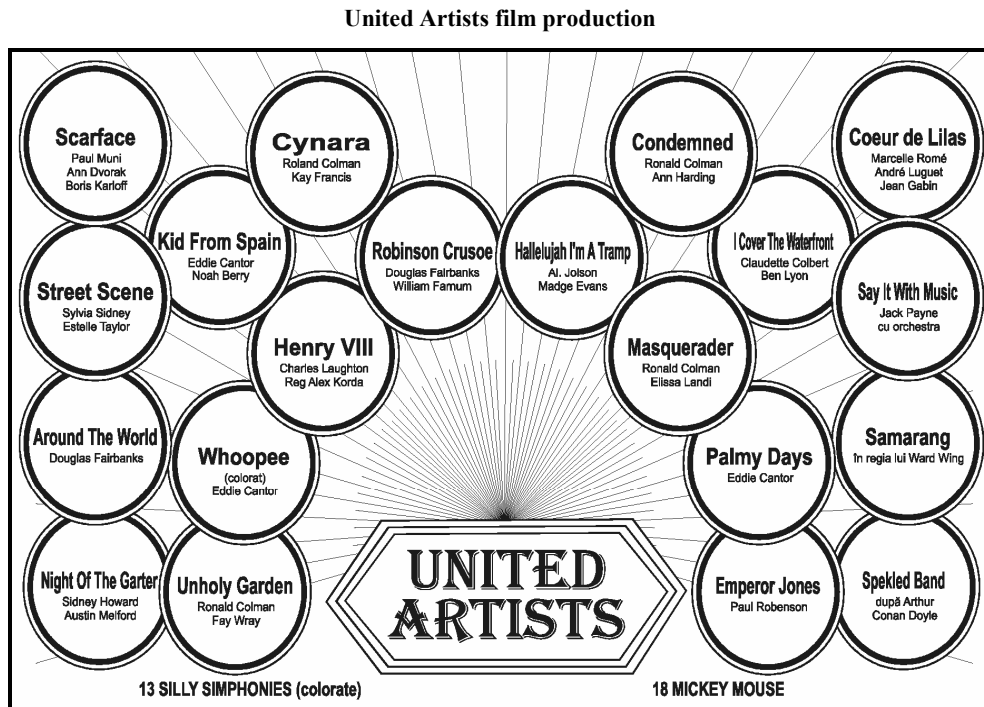 United Artists film production
Scarface
Paul Muni
Ann Dvorak
Boris Karloff
Cynara
Roland Colman
Kay Francis
Condemned
Ronald Colman
Ann Harding
Coeur de Lilas
Marcelle Romé
André Luguet
Jean Gabin
Kid From Spain
Eddie Cantor
Noah Berry
Robinson Crusoe
Douglas Fairbanks
William Farnum
Hallelujah I'm A Tramp
Al. Jolson
Madge Evans
I Cover The Waterfront
Claudette Colbert
Ben Lyon
Street Scene
Sylvia Sidney
Estelle Taylor
Say It With Music
Jack Payne
cu orchestra
Henry VIII
Charles Laughton
Reg Alex Korda
Masquerader
Ronald Colman
Elissa Landi
Around The World
Douglas Fairbanks
Whoopee
(colorat)
Eddie Cantor
Palmy Days
Eddie Cantor
Samarang
în regia lui Ward Wing
Night Of The Garter
Sidney Howard
Austin Melford
Unholy Garden
Ronald Colman
Fay Wray
UNITED
ARTISTS
Emperor Jones
Paul Robenson
Spekled Band
după Arthur
Conan Doyle
13 SILLY SIMPHONIES (colorate)
18 MICKEY MOUSE